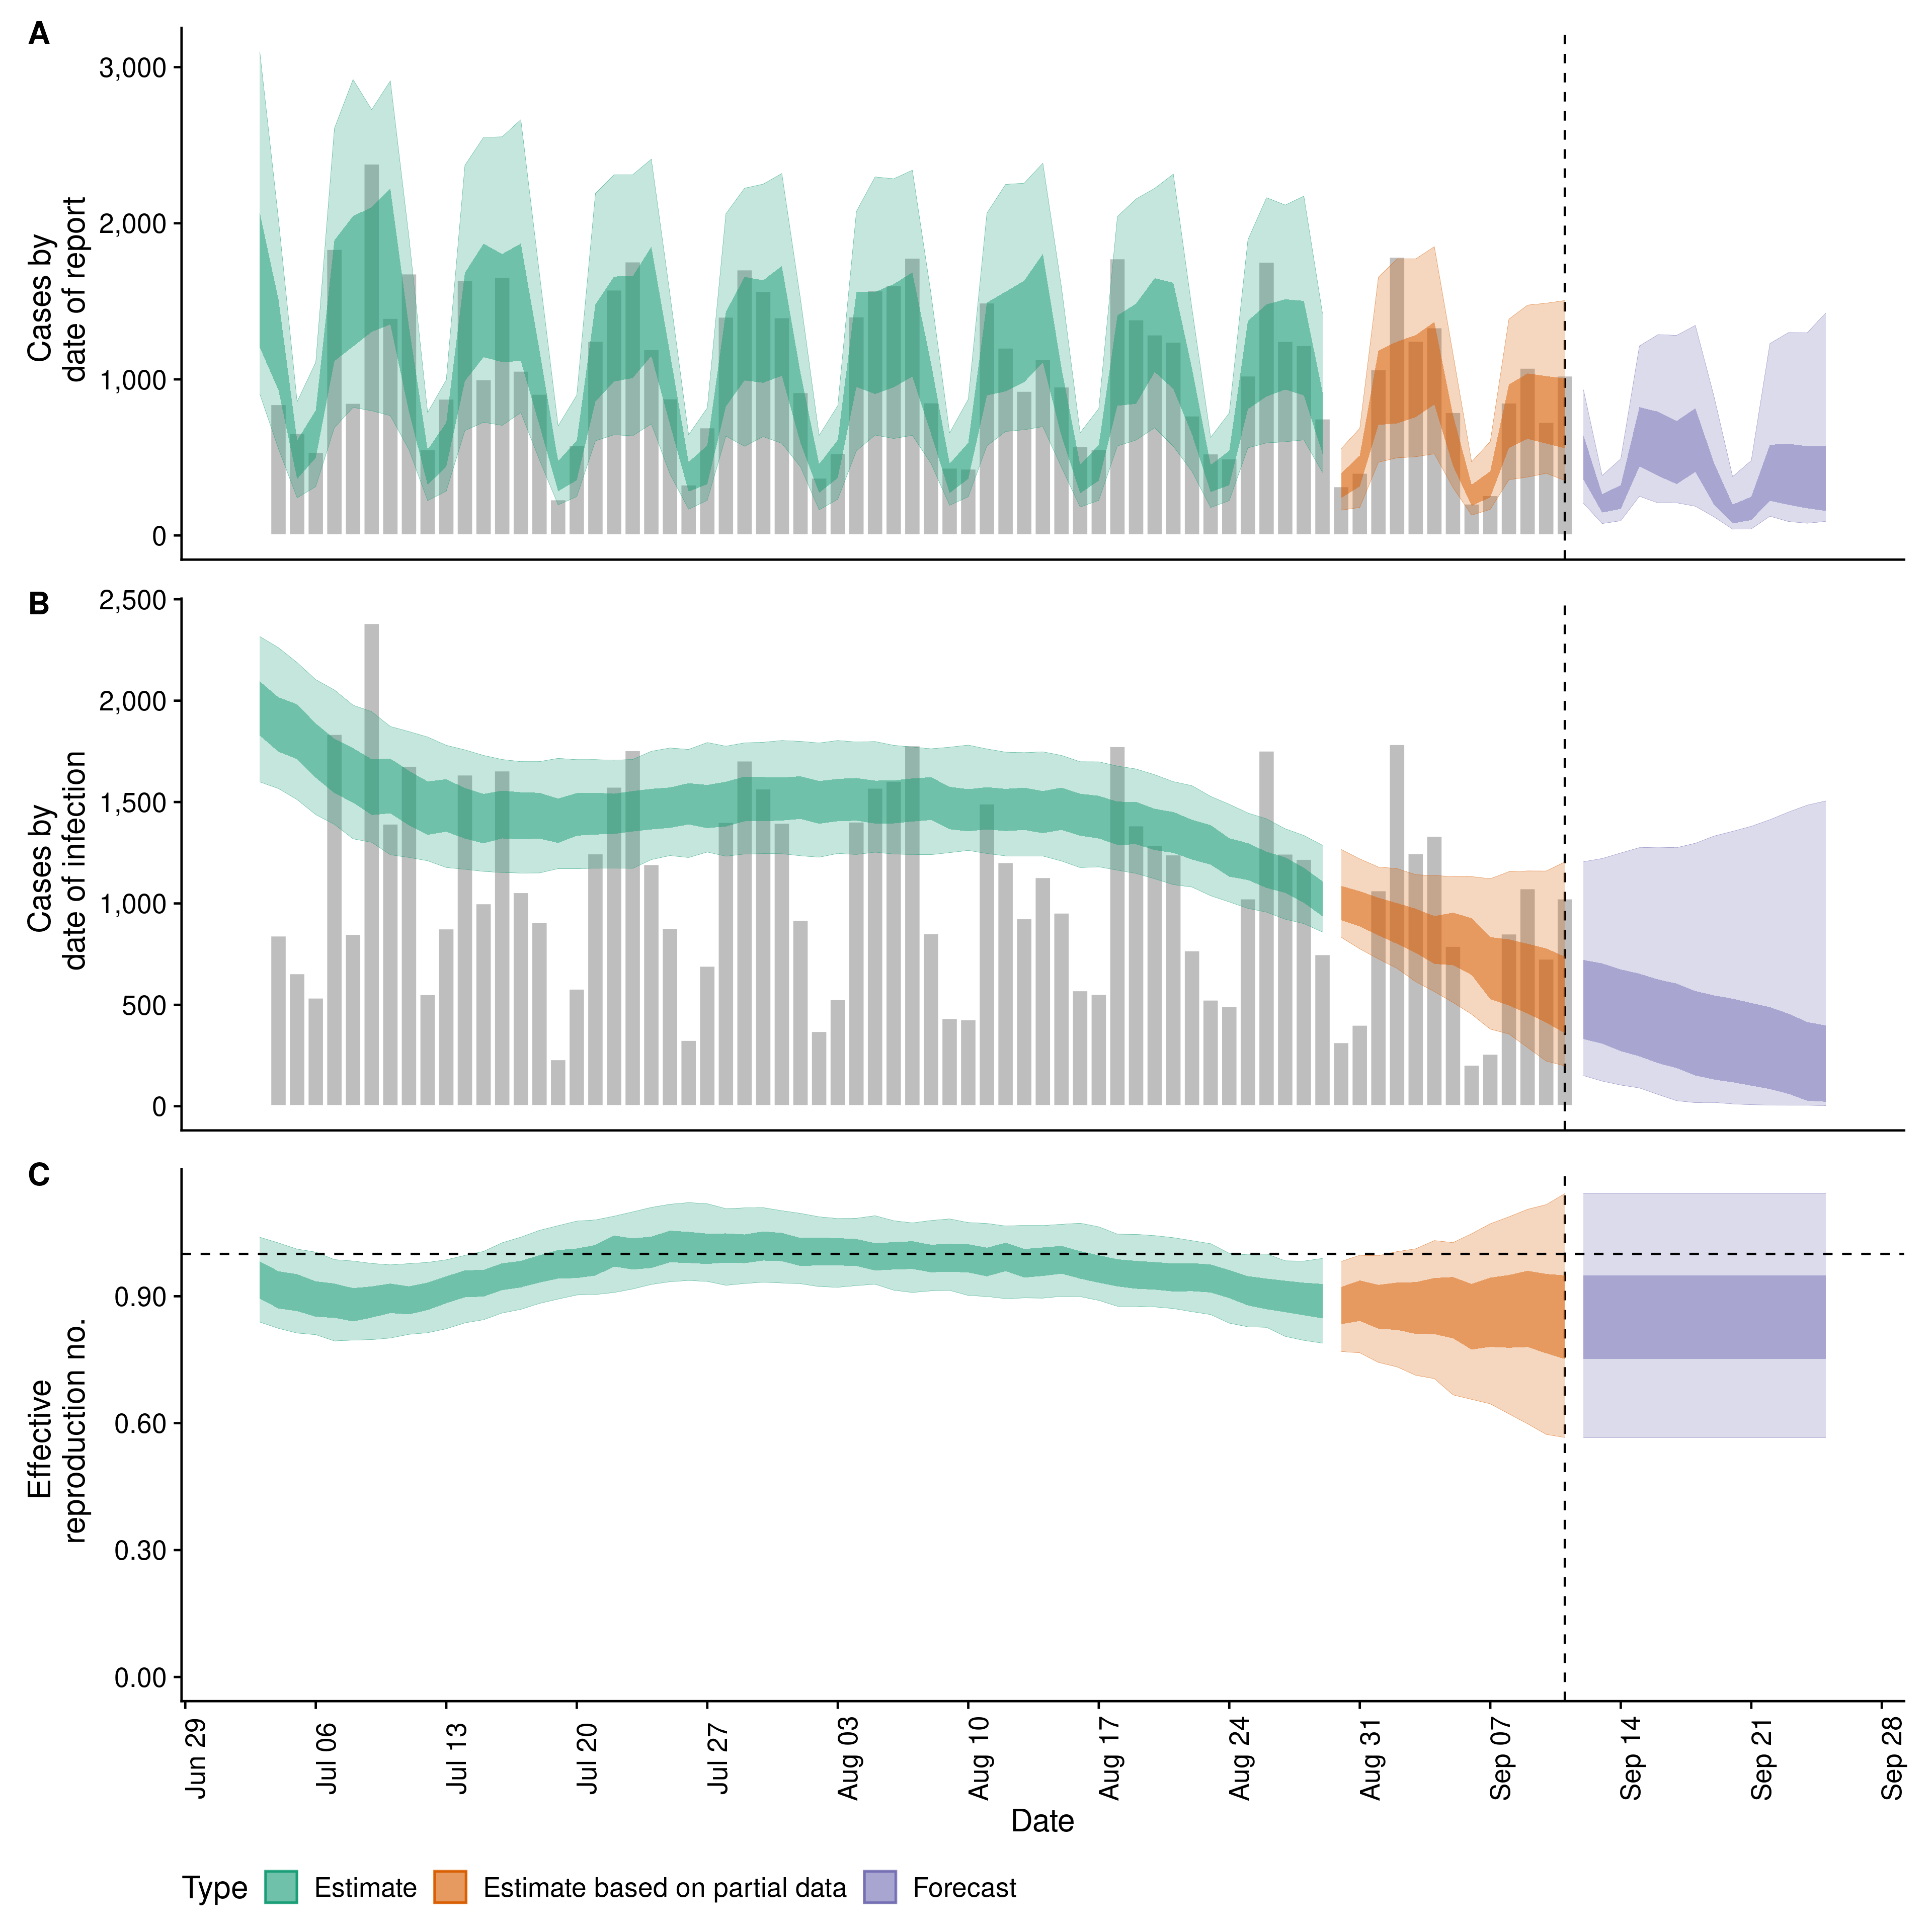 A
Cases by
date of report
3,000
2,000
1,000
0
B
Cases by
date of infection
2,500
2,000
1,500
1,000
500
0
C
Effective
reproduction no.
0.90
0.60
0.30
0.00
Jun 29
Jul 06
Jul 13
Jul 20
Jul 27
Aug 03
Aug 10
Aug 17
Aug 24
Aug 31
Sep 07
Sep 14
Sep 21
Sep 28
Date
Type Estimate Estimate based on partial data Forecast